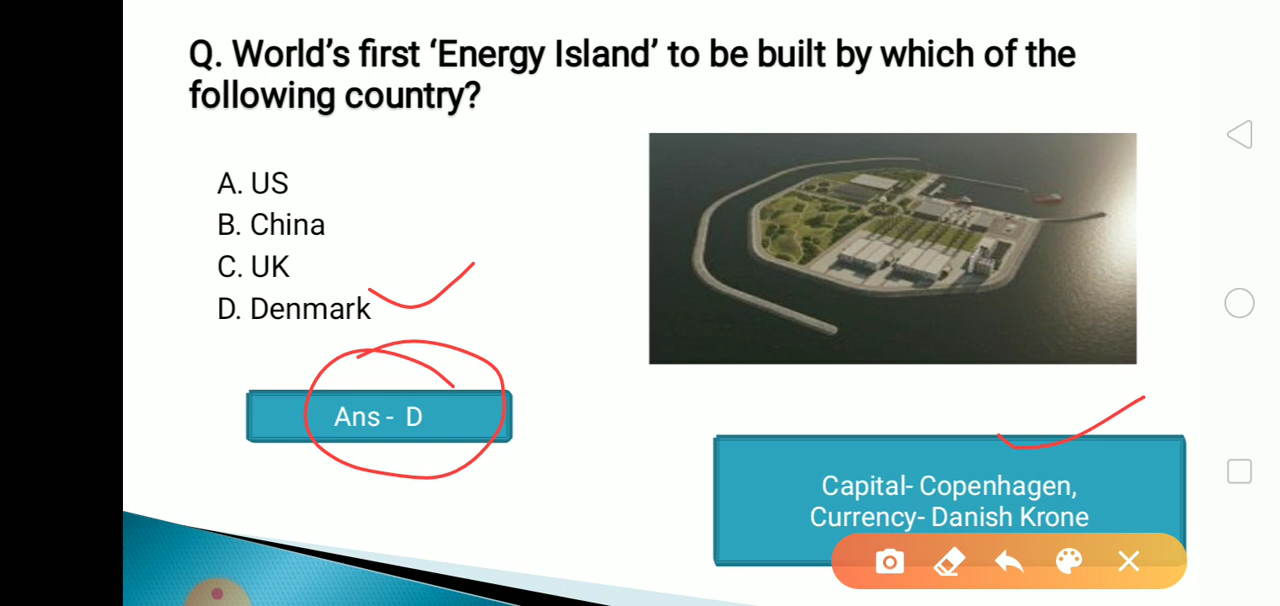 Q. World’s first ‘Energy Island’ to be built by which of the
following country?
A. US
B. China
C. UK
D. Denmark
Ans - D
Capital- Copenhagen,
Currency- Danish Krone